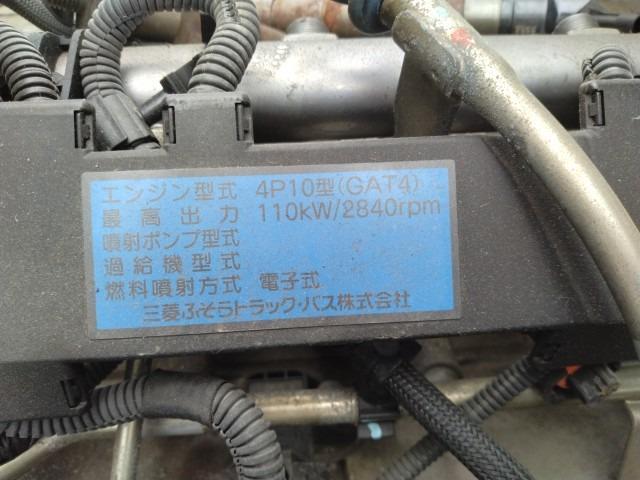 エンジン型式 4P10型(GAT4)
最高出力 110kW/2840rpm
噴射ポンプ型式
過給機型式
燃料噴射方式 電子式
三菱ふそうトラック・バス株式会社